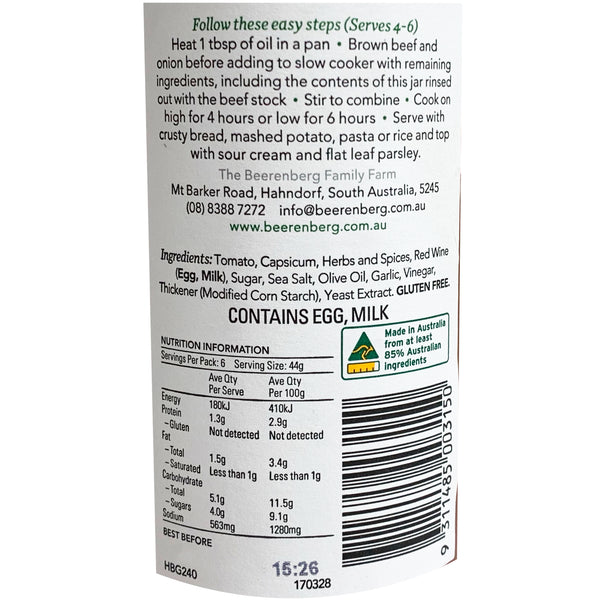 Follow these easy steps (Serves 4-6)
Heat 1 tbsp of oil in a pan • Brown beef and
onion before adding to slow cooker with remaining
ingredients, including the contents of this jar rinsed
out with the beef stock • Stir to combine • Cook on
high for 4 hours or low for 6 hours • Serve with
crusty bread, mashed potato, pasta or rice and top
with sour cream and flat leaf parsley.
The Beerenberg Family Farm
Mt Barker Road, Hahndorf, South Australia, 5245
(08) 8388 7272 info@beerenberg.com.au
www.beerenberg.com.au
Ingredients: Tomato, Capsicum, Herbs and Spices, Red Wine
(Egg, Milk), Sugar, Sea Salt, Olive Oil, Garlic, Vinegar,
Thickener (Modified Corn Starch), Yeast Extract. GLUTEN FREE.
CONTAINS EGG, MILK
Made in Australia
from at least
85% Australian
ingredients
NUTRITION INFORMATION
Servings Per Pack: 6 Serving Size: 44g
Ave Qty Ave Qty
Per Serve Per 100g
Energy 180kJ 410kJ
Protein 1.3g 2.9g
– Gluten Not detected Not detected
Fat
– Total 1.5g 3.4g
– Saturated Less than 1g Less than 1g
Carbohydrate
– Total 5.1g 11.5g
– Sugars 4.0g 9.1g
Sodium 563mg 1280mg
BEST BEFORE
HBG240
15:26
170328
9 311485 003150